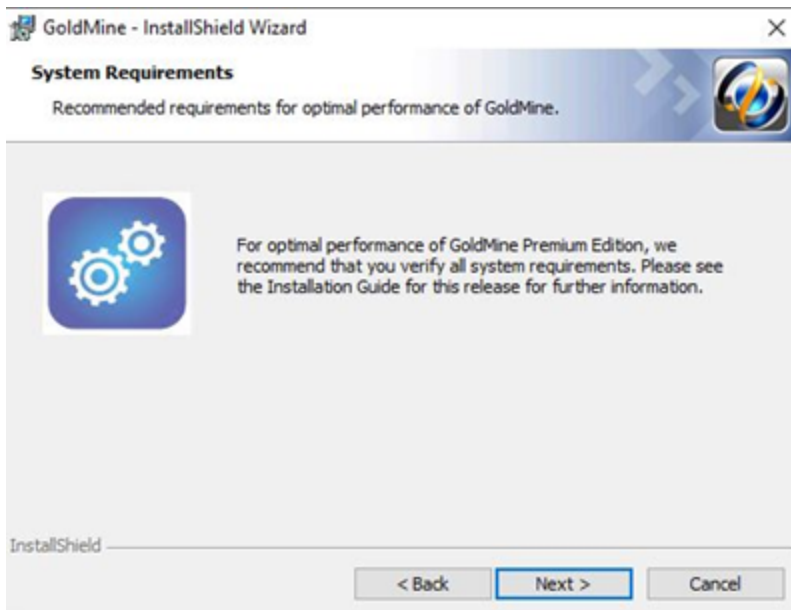 GoldMine - InstallShield Wizard
System Requirements
Recommended requirements for optimal performance of GoldMine.
For optimal performance of GoldMine Premium Edition, we
recommend that you verify all system requirements. Please see
the Installation Guide for this release for further information.
InstallShield
< Back Next > Cancel